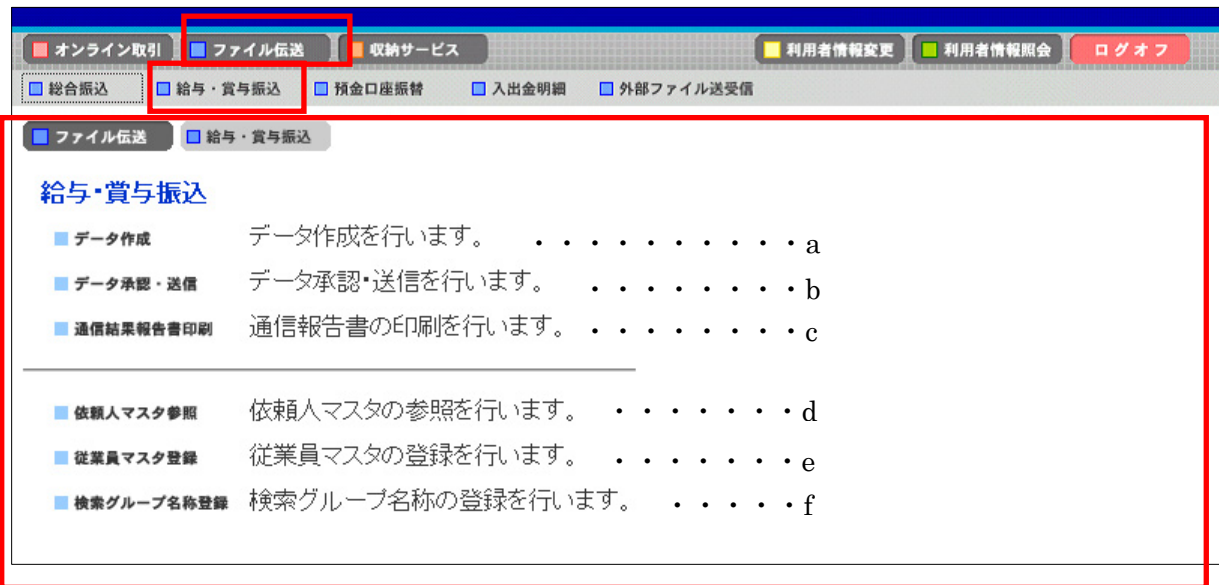 オンライン取引 ファイル伝送 収納サービス 利用者情報変更 利用者情報照会 ログオフ
総合振込 給与・賞与振込 預金口座振替 入出金明細 外部ファイル送受信
ファイル伝送 給与・賞与振込
給与・賞与振込
データ作成 データ作成を行います。 ・・・・・・・・・・a
データ承認・送信 データ承認・送信を行います。 ・・・・・・・・b
通信結果報告書印刷 通信報告書の印刷を行います。 ・・・・・・・・c
依頼人マスタ参照 依頼人マスタの参照を行います。 ・・・・・・・d
従業員マスタ登録 従業員マスタの登録を行います。 ・・・・・・・e
検索グループ名称登録 検索グループ名称の登録を行います。 ・・・・・f